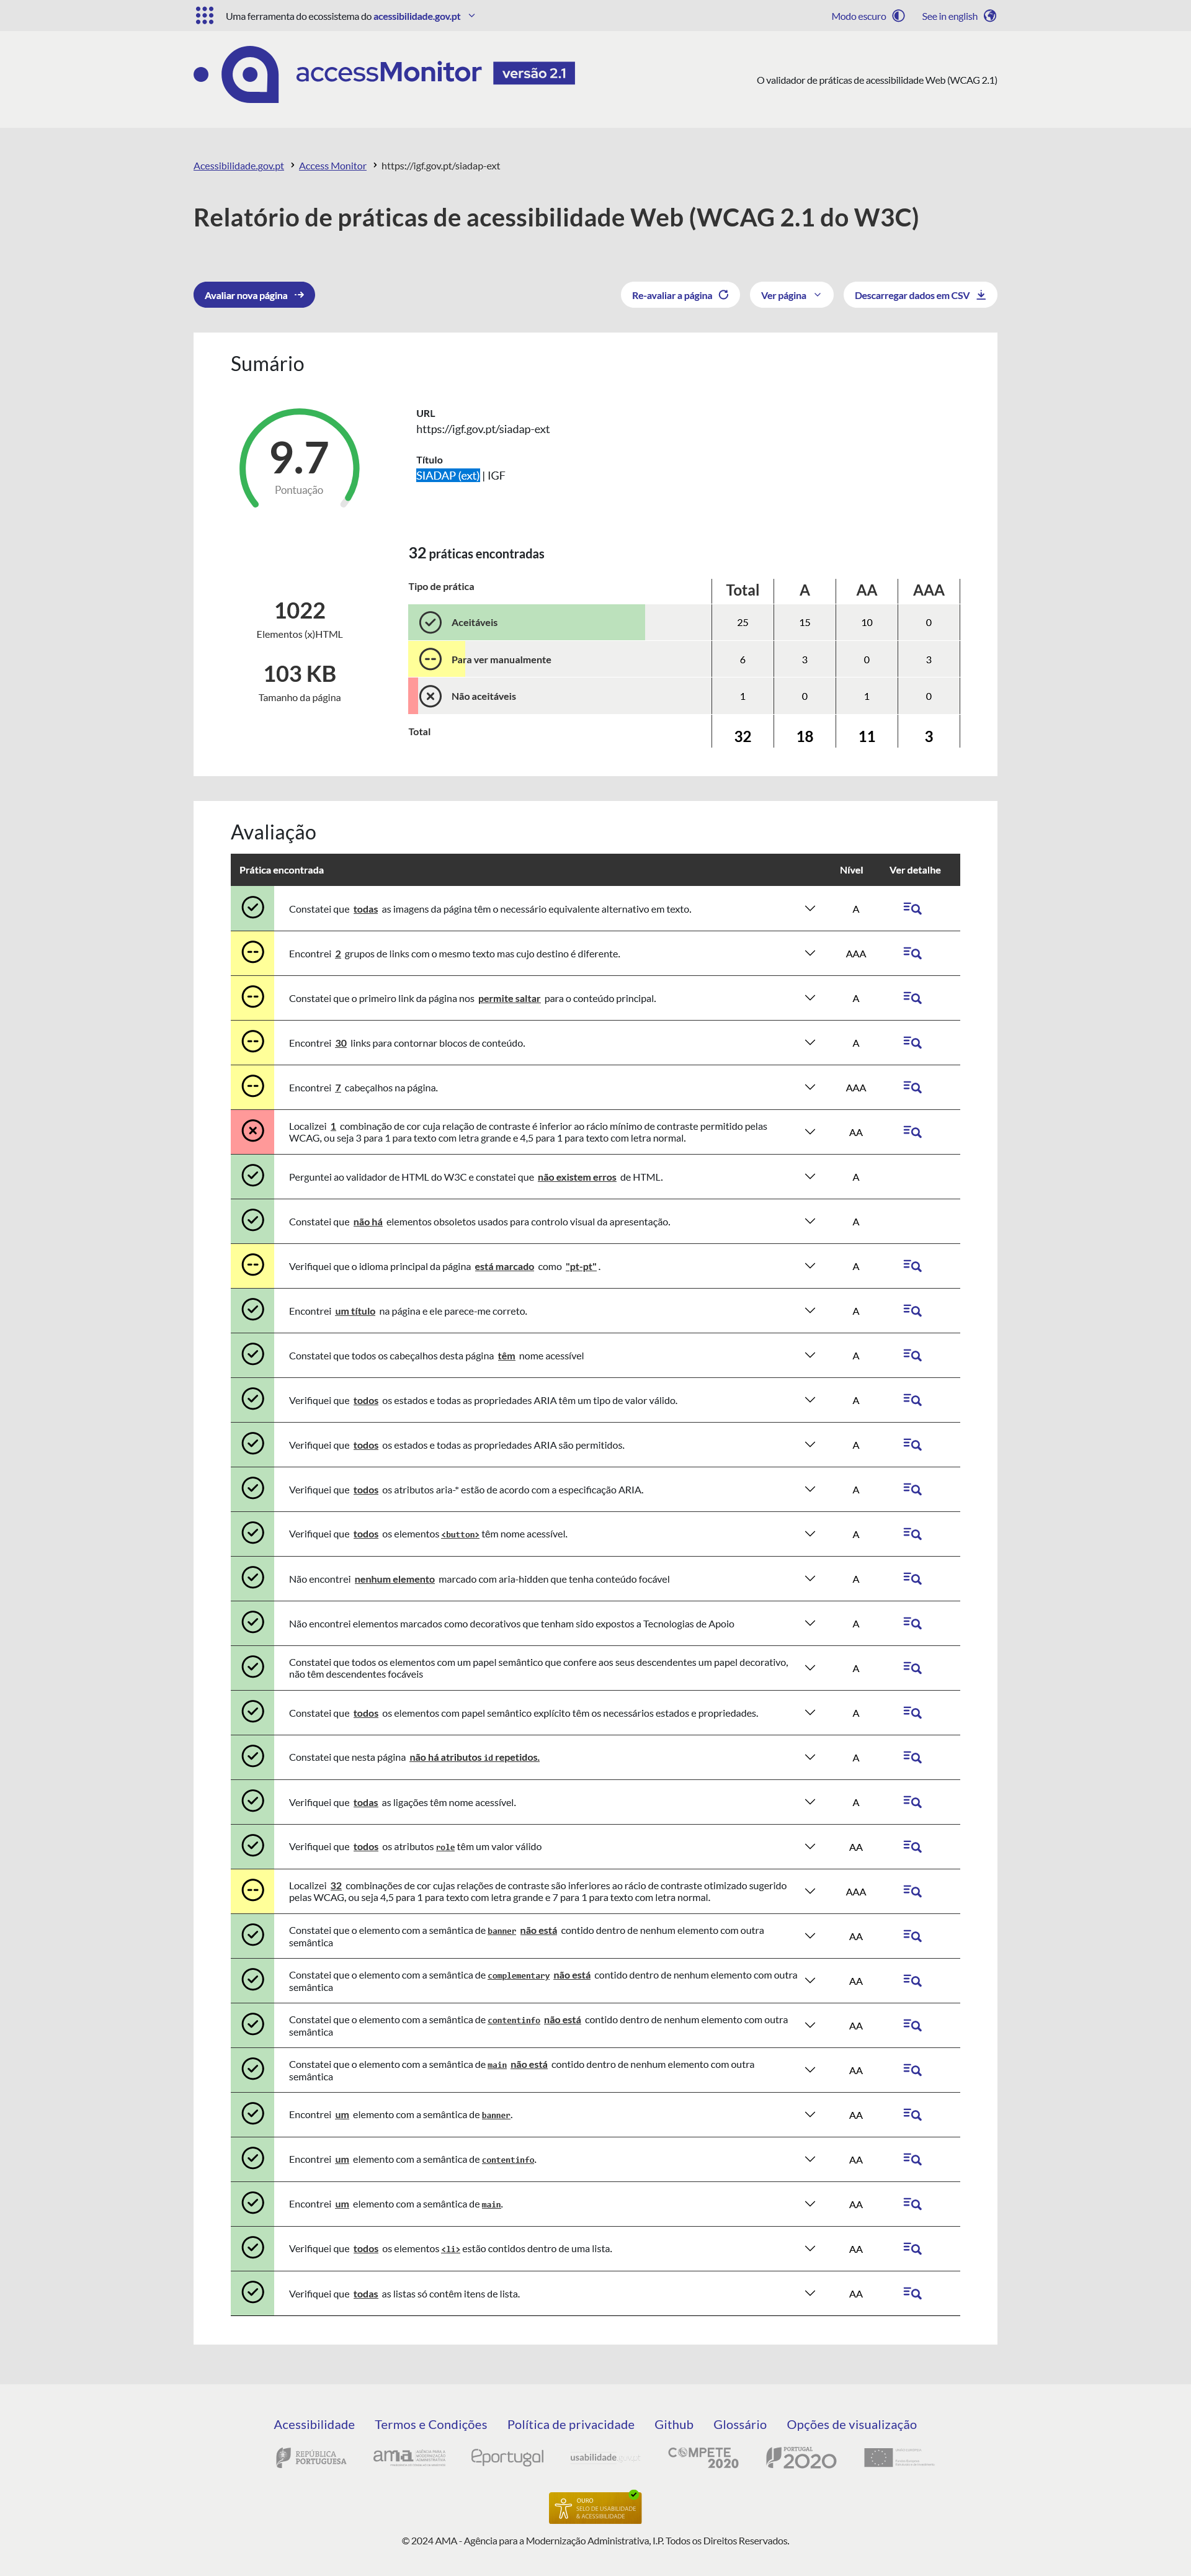 Uma ferramenta do ecossistema do acessibilidade.gov.pt
Modo escuro
See in english
accessMonitor versão 2.1
O validador de práticas de acessibilidade Web (WCAG 2.1)
Acessibilidade.gov.pt › Access Monitor › https://igf.gov.pt/siadap-ext
Relatório de práticas de acessibilidade Web (WCAG 2.1 do W3C)
Avaliar nova página
Re-avaliar a página
Ver página
Descarregar dados em CSV
Sumário
9.7
Pontuação
URL
https://igf.gov.pt/siadap-ext
Título
SIADAP (ext) | IGF
1022
Elementos (x)HTML
103 KB
Tamanho da página
32 práticas encontradas
Tipo de prática Total A AA AAA
Aceitáveis 25 15 10 0
Para ver manualmente 6 3 0 3
Não aceitáveis 1 0 1 0
Total 32 18 11 3
Avaliação
Prática encontrada Nível Ver detalhe
Constatei que todas as imagens da página têm o necessário equivalente alternativo em texto. A
Encontrei 2 grupos de links com o mesmo texto mas cujo destino é diferente. AAA
Constatei que o primeiro link da página nos permite saltar para o conteúdo principal. A
Encontrei 30 links para contornar blocos de conteúdo. A
Encontrei 7 cabeçalhos na página. AAA
Localizei 1 combinação de cor cuja relação de contraste é inferior ao rácio mínimo de contraste permitido pelas
WCAG, ou seja 3 para 1 para texto com letra grande e 4,5 para 1 para texto com letra normal. AA
Perguntei ao validador de HTML do W3C e constatei que não existem erros de HTML. A
Constatei que não há elementos obsoletos usados para controlo visual da apresentação. A
Verifiquei que o idioma principal da página está marcado como "pt-pt" . A
Encontrei um título na página e ele parece-me correto. A
Constatei que todos os cabeçalhos desta página têm nome acessível A
Verifiquei que todos os estados e todas as propriedades ARIA têm um tipo de valor válido. A
Verifiquei que todos os estados e todas as propriedades ARIA são permitidos. A
Verifiquei que todos os atributos aria-* estão de acordo com a especificação ARIA. A
Verifiquei que todos os elementos <button> têm nome acessível. A
Não encontrei nenhum elemento marcado com aria-hidden que tenha conteúdo focável A
Não encontrei elementos marcados como decorativos que tenham sido expostos a Tecnologias de Apoio A
Constatei que todos os elementos com um papel semântico que confere aos seus descendentes um papel decorativo,
não têm descendentes focáveis A
Constatei que todos os elementos com papel semântico explícito têm os necessários estados e propriedades. A
Constatei que nesta página não há atributos id repetidos. A
Verifiquei que todas as ligações têm nome acessível. A
Verifiquei que todos os atributos role têm um valor válido AA
Localizei 32 combinações de cor cujas relações de contraste são inferiores ao rácio de contraste otimizado sugerido
pelas WCAG, ou seja 4,5 para 1 para texto com letra grande e 7 para 1 para texto com letra normal. AAA
Constatei que o elemento com a semântica de banner não está contido dentro de nenhum elemento com outra
semântica AA
Constatei que o elemento com a semântica de complementary não está contido dentro de nenhum elemento com outra
semântica AA
Constatei que o elemento com a semântica de contentinfo não está contido dentro de nenhum elemento com outra
semântica AA
Constatei que o elemento com a semântica de main não está contido dentro de nenhum elemento com outra
semântica AA
Encontrei um elemento com a semântica de banner. AA
Encontrei um elemento com a semântica de contentinfo. AA
Encontrei um elemento com a semântica de main. AA
Verifiquei que todos os elementos <li> estão contidos dentro de uma lista. AA
Verifiquei que todas as listas só contêm itens de lista. AA
Acessibilidade Termos e Condições Política de privacidade Github Glossário Opções de visualização
REPÚBLICA
PORTUGUESA
ama
eportugal
usabilidade.gov.pt
COMPETE
2020
PORTUGAL
2020
OURO
SELO DE USABILIDADE
& ACESSIBILIDADE
© 2024 AMA - Agência para a Modernização Administrativa, I.P. Todos os Direitos Reservados.